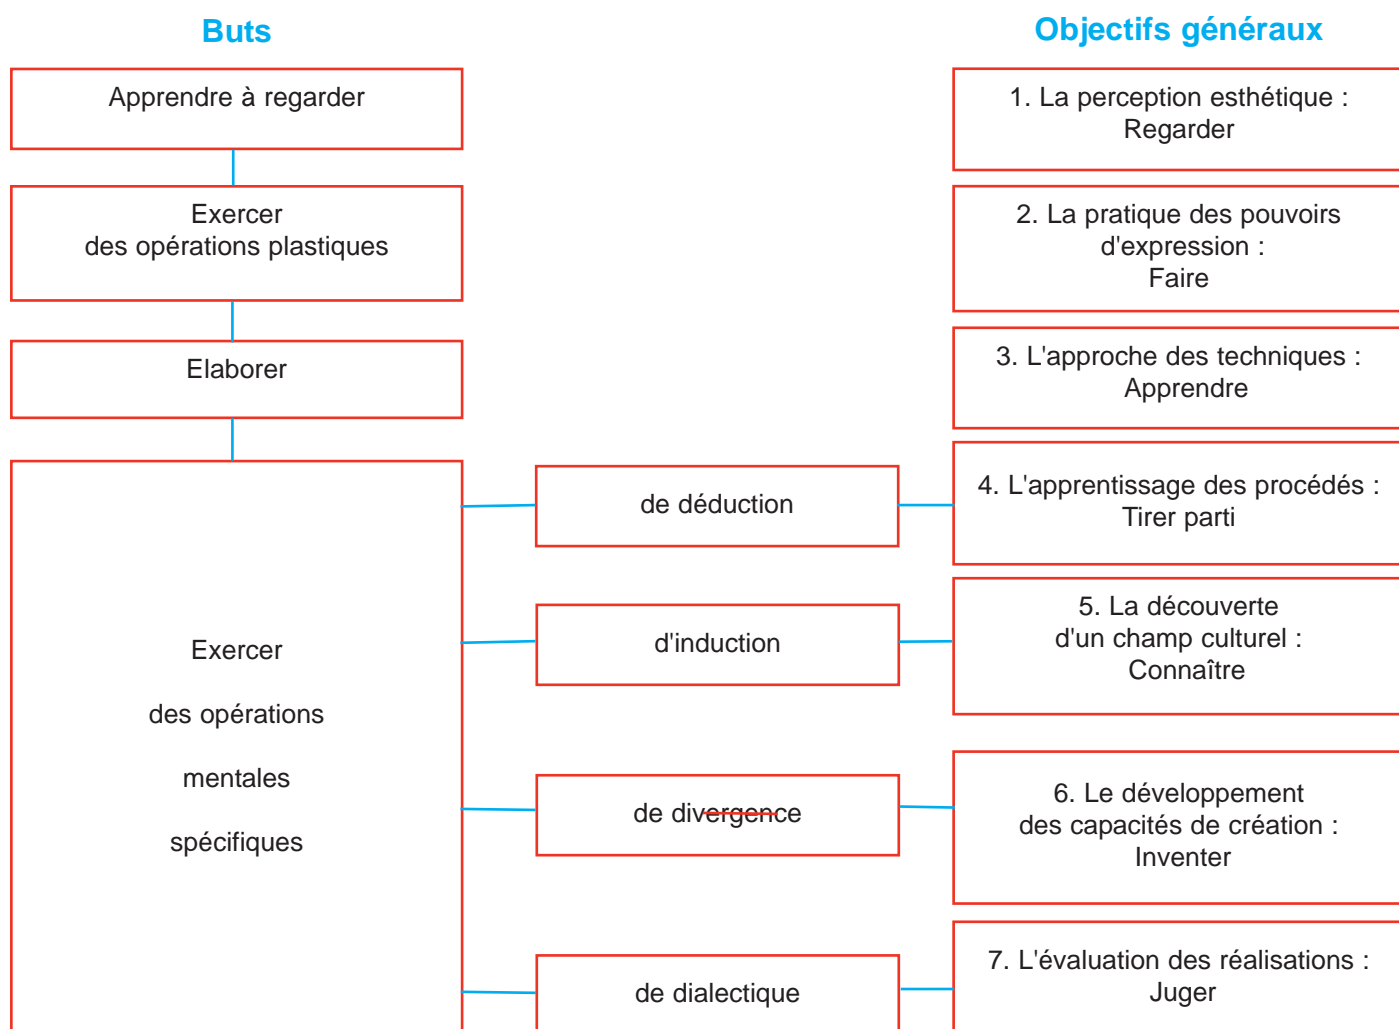 Buts
Objectifs généraux
Apprendre à regarder
Exercer
des opérations plastiques
Elaborer
Exercer
des opérations
mentales
spécifiques
de déduction
d'induction
de divergence
de dialectique
1. La perception esthétique :
Regarder
2. La pratique des pouvoirs
d'expression :
Faire
3. L'approche des techniques :
Apprendre
4. L'apprentissage des procédés :
Tirer parti
5. La découverte
d'un champ culturel :
Connaître
6. Le développement
des capacités de création :
Inventer
7. L'évaluation des réalisations :
Juger